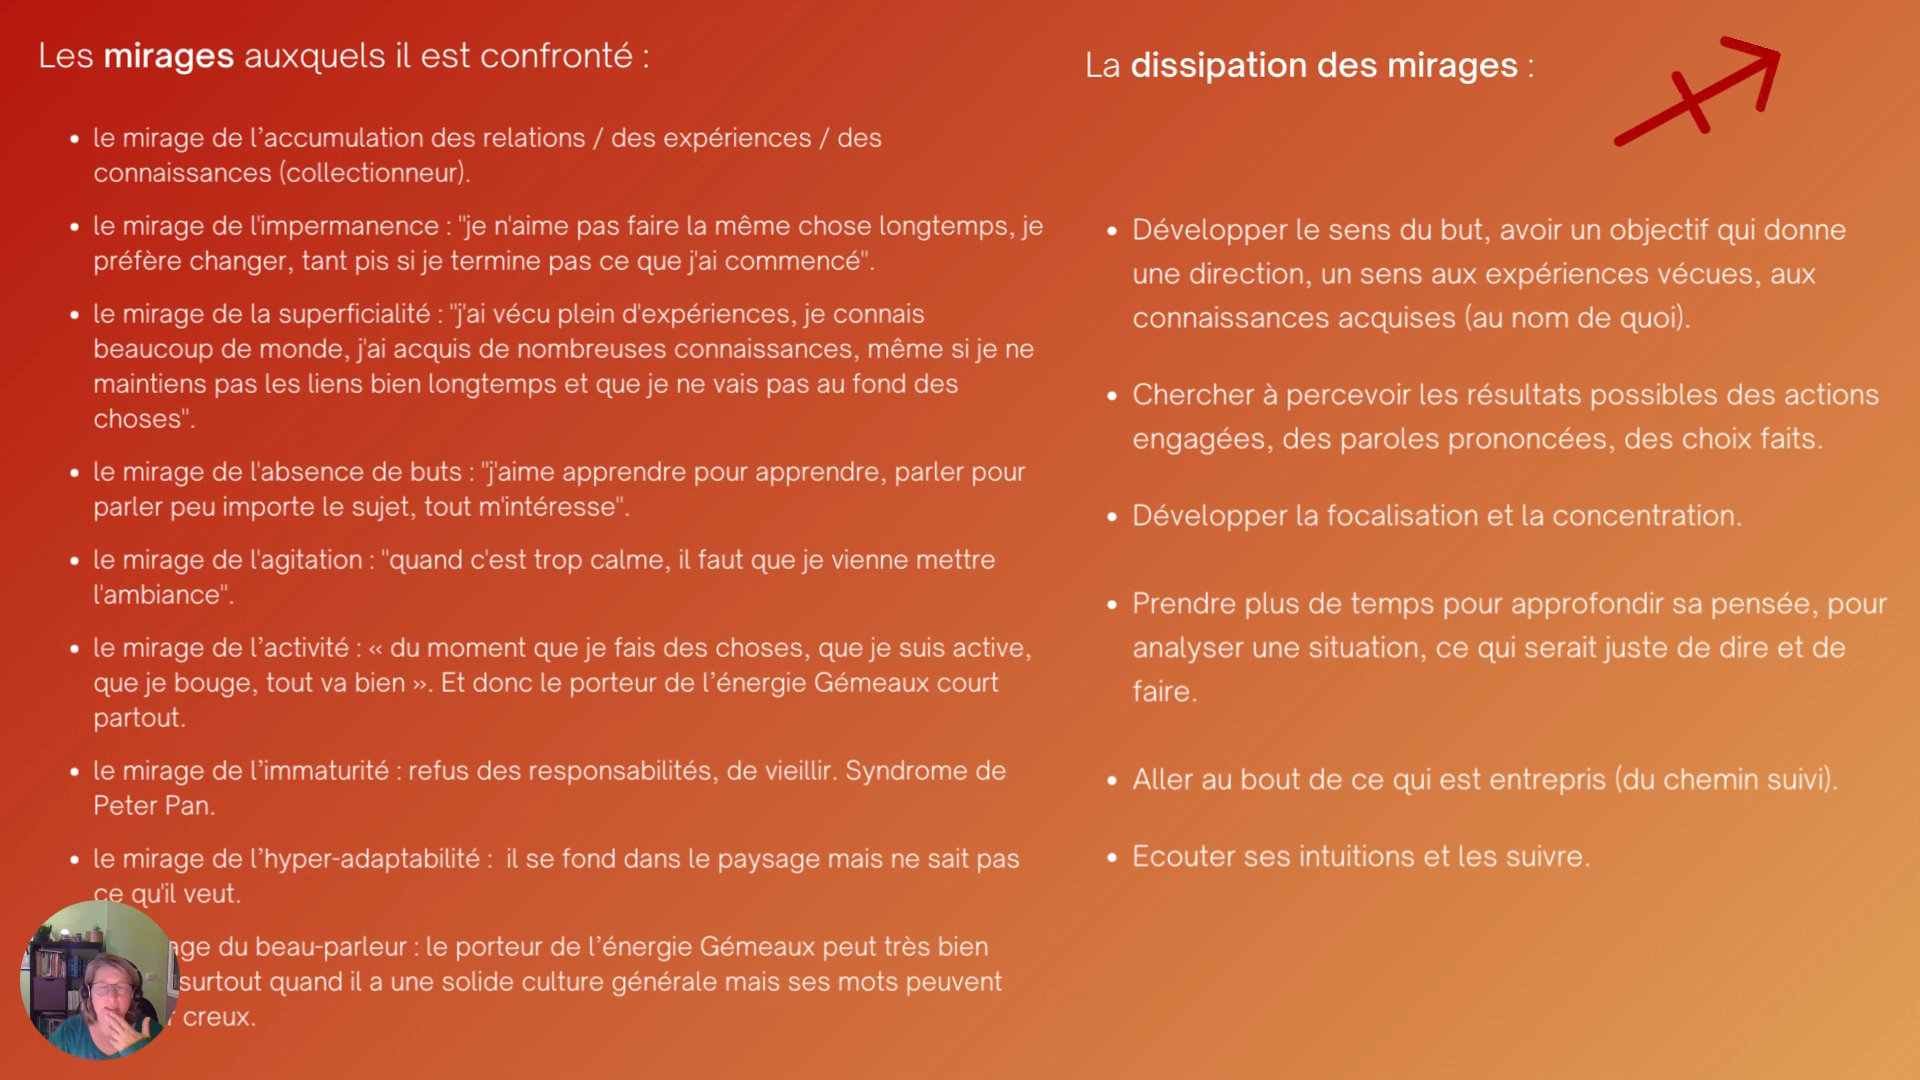 Les mirages auxquels il est confronté :
le mirage de l’accumulation des relations / des expériences / des
connaissances (collectionneur).
le mirage de l'impermanence : "je n'aime pas faire la même chose longtemps, je
préfère changer, tant pis si je termine pas ce que j'ai commencé".
le mirage de la superficialité : "j'ai vécu plein d'expériences, je connais
beaucoup de monde, j'ai acquis de nombreuses connaissances, même si je ne
maintiens pas les liens bien longtemps et que je ne vais pas au fond des
choses".
le mirage de l'absence de buts : "j'aime apprendre pour apprendre, parler pour
parler peu importe le sujet, tout m'intéresse".
le mirage de l'agitation : "quand c'est trop calme, il faut que je vienne mettre
l'ambiance".
le mirage de l’activité : « du moment que je fais des choses, que je suis active,
que je bouge, tout va bien ». Et donc le porteur de l’énergie Gémeaux court
partout.
le mirage de l’immaturité : refus des responsabilités, de vieillir. Syndrome de
Peter Pan.
le mirage de l’hyper-adaptabilité : il se fond dans le paysage mais ne sait pas
ce qu'il veut.
du beau-parleur : le porteur de l’énergie Gémeaux peut très bien
surtout quand il a une solide culture générale mais ses mots peuvent
creux.
La dissipation des mirages :
Développer le sens du but, avoir un objectif qui donne
une direction, un sens aux expériences vécues, aux
connaissances acquises (au nom de quoi).
Chercher à percevoir les résultats possibles des actions
engagées, des paroles prononcées, des choix faits.
Développer la focalisation et la concentration.
Prendre plus de temps pour approfondir sa pensée, pour
analyser une situation, ce qui serait juste de dire et de
faire.
Aller au bout de ce qui est entrepris (du chemin suivi).
Ecouter ses intuitions et les suivre.